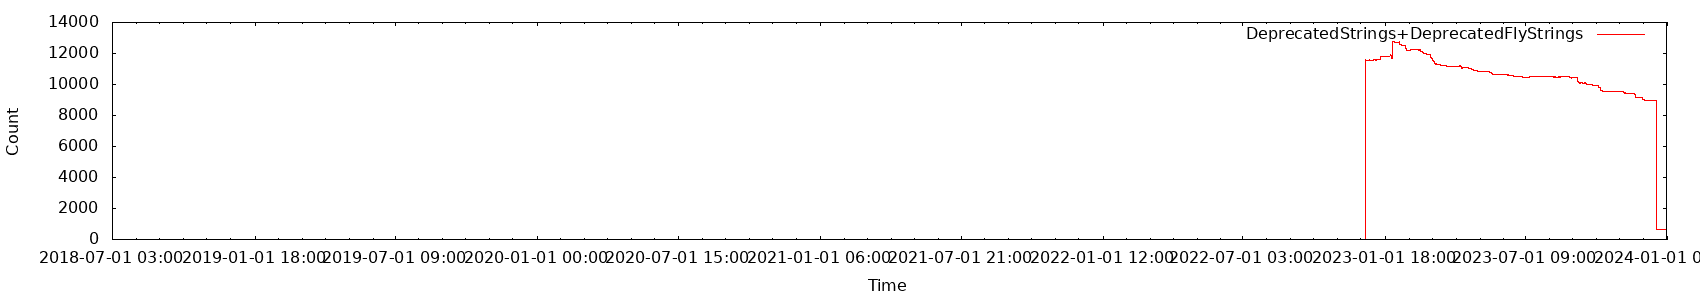 DeprecatedStrings+DeprecatedFlyStrings
14000
12000
10000
8000
6000
4000
2000
0
Count
2018-07-01 03:00 2019-01-01 18:00 2019-07-01 09:00 2020-01-01 00:00 2020-07-01 15:00 2021-01-01 06:00 2021-07-01 21:00 2022-01-01 12:00 2022-07-01 03:00 2023-01-01 18:00 2023-07-01 09:00 2024-01-01 0
Time